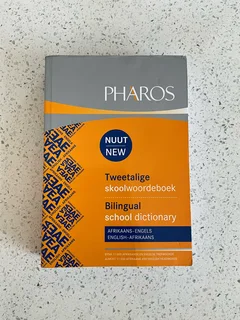 PHAROS
NUUT
NEW
Tweetalige
skoolwoordeboek
Bilingual
school dictionary
AFRIKAANS-ENGELS
ENGLISH-AFRIKAANS